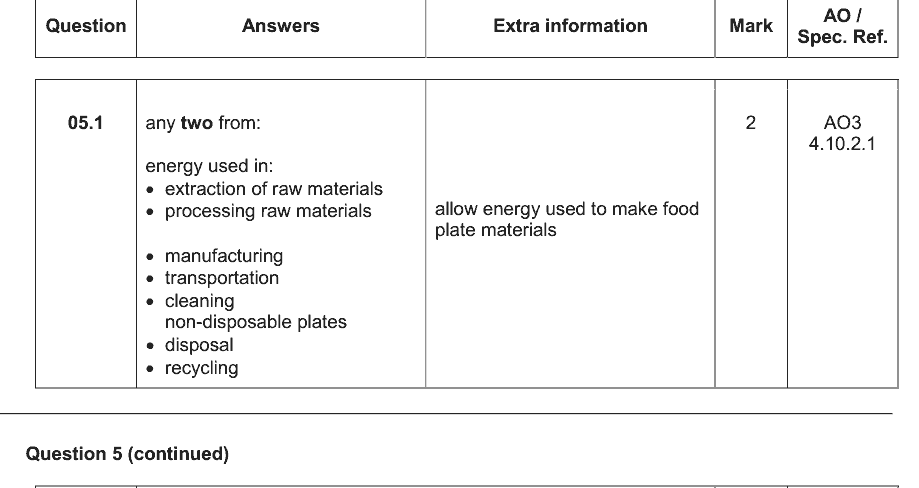 Question Answers Extra information Mark AO /
Spec. Ref.
05.1 any two from: 2 AO3
4.10.2.1
energy used in:
• extraction of raw materials
• processing raw materials allow energy used to make food
plate materials
• manufacturing
• transportation
• cleaning
non-disposable plates
• disposal
• recycling
Question 5 (continued)